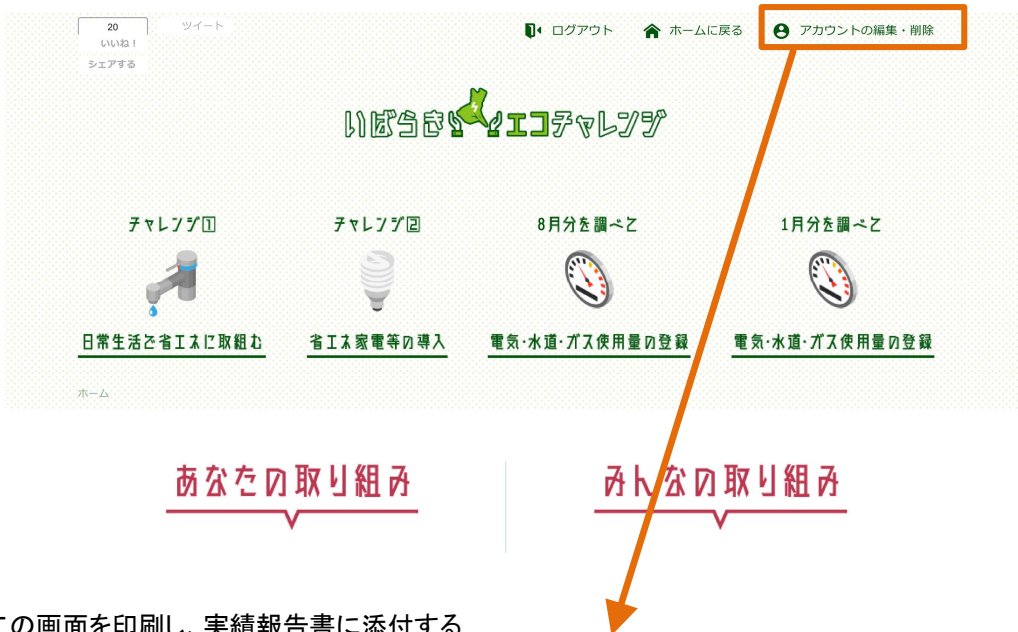 20
ツイート
いいね！
シェアする
ログアウト
ホームに戻る
アカウントの編集・削除
いばらきエコチャレンジ
チャレンジ①
チャレンジ②
8月分を調べて
1月分を調べて
日常生活で省エネに取組む
省エネ家電等の導入
電気・水道・ガス使用量の登録
電気・水道・ガス使用量の登録
ホーム
あなたの取り組み
みんなの取り組み
の画面を印刷し、実績報告書に添付する